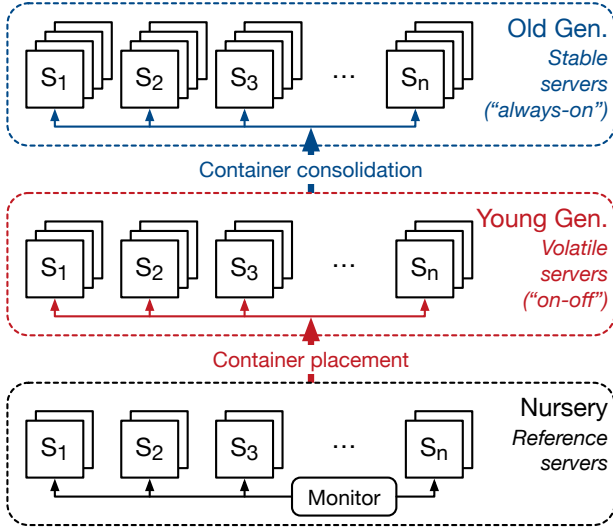 Old Gen.
Stable
servers
(“always-on”)
S1 S2 S3 ... Sn
Container consolidation
Young Gen.
Volatile
servers
(“on-off”)
S1 S2 S3 ... Sn
Container placement
Nursery
Reference
servers
S1 S2 S3 ... Sn
Monitor